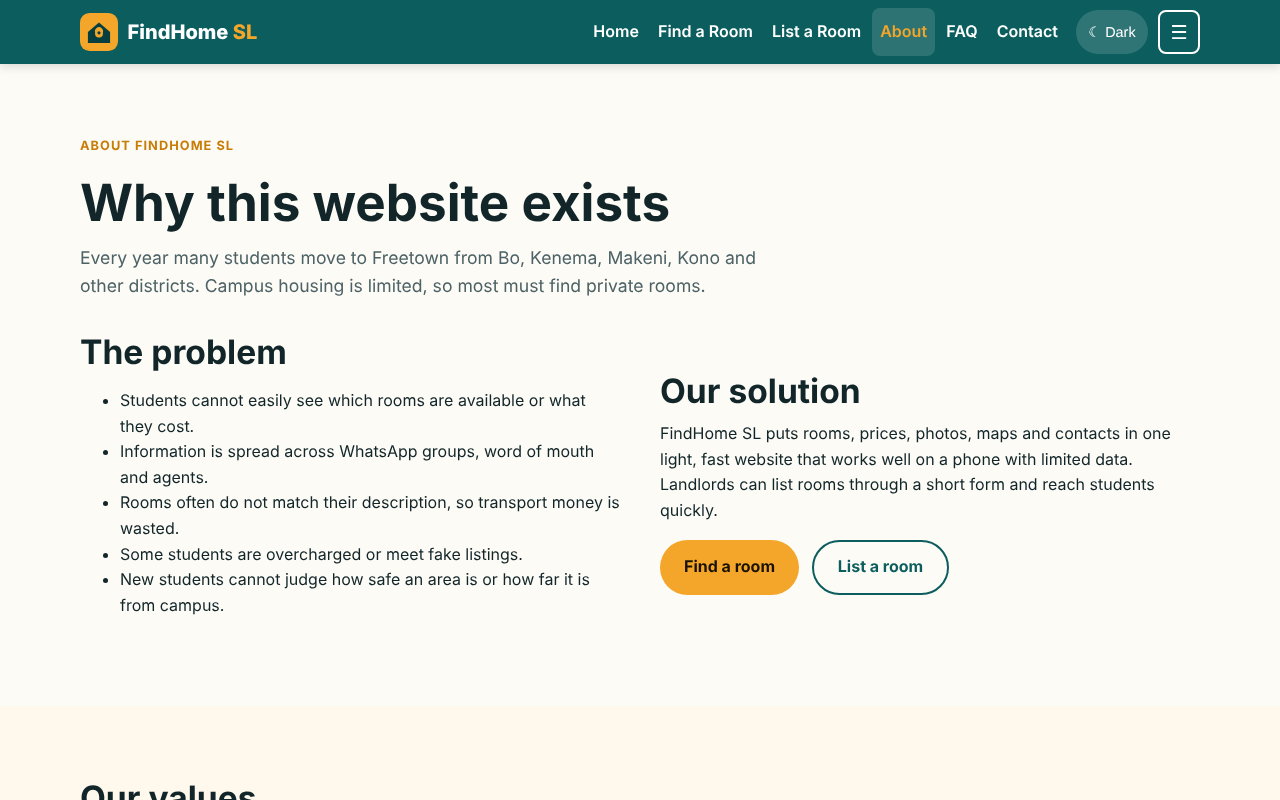 FindHome SL
Home
Find a Room
List a Room
About
FAQ
Contact
☾ Dark
☰
ABOUT FINDHOME SL
Why this website exists
Every year many students move to Freetown from Bo, Kenema, Makeni, Kono and
other districts. Campus housing is limited, so most must find private rooms.
The problem
• Students cannot easily see which rooms are available or what
they cost.
• Information is spread across WhatsApp groups, word of mouth
and agents.
• Rooms often do not match their description, so transport money is
wasted.
• Some students are overcharged or meet fake listings.
• New students cannot judge how safe an area is or how far it is
from campus.
Our solution
FindHome SL puts rooms, prices, photos, maps and contacts in one
light, fast website that works well on a phone with limited data.
Landlords can list rooms through a short form and reach students
quickly.
Find a room
List a room
Our values